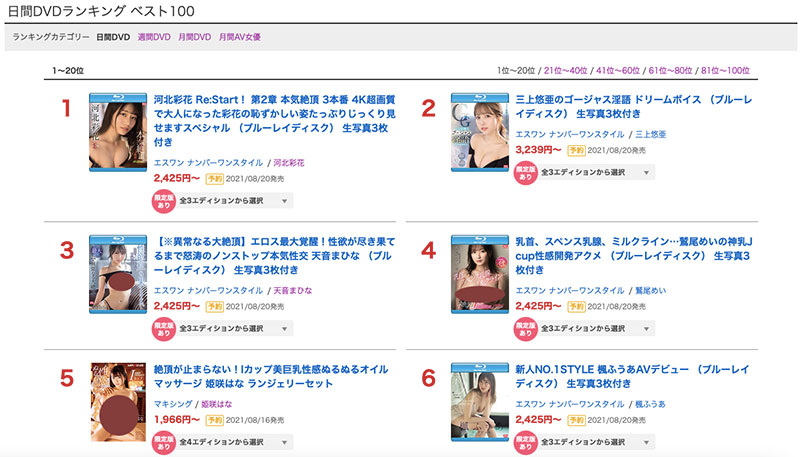 日間DVDランキング ベスト100
ランキングカテゴリー 日間DVD 週間DVD 月間DVD 月間AV女優
1〜20位
1位〜20位 / 21位〜40位 / 41位〜60位 / 61位〜80位 / 81位〜100位
1
河北彩花 Re:Start！ 第2章 本気絶頂 3本番 4K超高画質
で大人になった彩花の恥ずかしい姿たっぷりじっくり見
せますスペシャル （ブルーレイディスク） 生写真3枚
付き
エスワン ナンバーワンスタイル / 河北彩花
2,425円〜 予約 2021/08/20発売
限定版
あり
全3エディションから選択
2
三上悠亜のゴージャス淫語 ドリームボイス （ブルーレ
イディスク） 生写真3枚付き
エスワン ナンバーワンスタイル / 三上悠亜
3,239円〜 予約 2021/08/20発売
限定版
あり
全3エディションから選択
3
【※異常なる大絶頂】エロス最大覚醒！性欲が尽き果て
るまで怒涛のノンストップ本気性交 天音まひな （ブル
ーレイディスク） 生写真3枚付き
エスワン ナンバーワンスタイル / 天音まひな
2,425円〜 予約 2021/08/20発売
限定版
あり
全3エディションから選択
4
乳首、スペンス乳腺、ミルクライン…鷲尾めいの神乳J
cup性感開発アクメ （ブルーレイディスク） 生写真3
枚付き
エスワン ナンバーワンスタイル / 鷲尾めい
2,425円〜 予約 2021/08/20発売
限定版
あり
全3エディションから選択
5
絶頂が止まらない！Iカップ美巨乳性感ぬるぬるオイル
マッサージ 姫咲はな ランジェリーセット
マキシング / 姫咲はな
1,966円〜 予約 2021/08/16発売
限定版
あり
全4エディションから選択
6
新人NO.1STYLE 楓ふうあAVデビュー （ブルーレイデ
ィスク） 生写真3枚付き
エスワン ナンバーワンスタイル / 楓ふうあ
2,425円〜 予約 2021/08/20発売
限定版
あり
全3エディションから選択